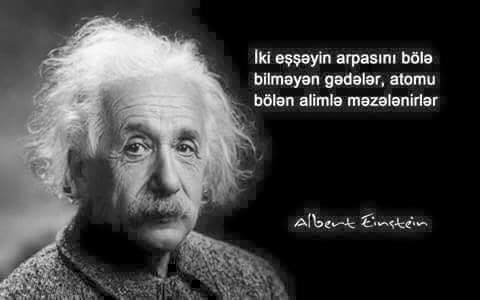 İki eşşəyin arpasını bölə
bilməyən gədələr, atomu
bölən alimlə məzələnirlər
Albert Einstein